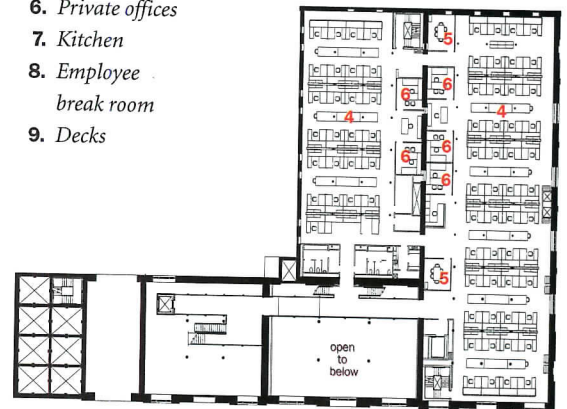 6. Private offices
7. Kitchen
8. Employee
break room
9. Decks
5
6
6
4
4
6
6
6
5
open
to
below